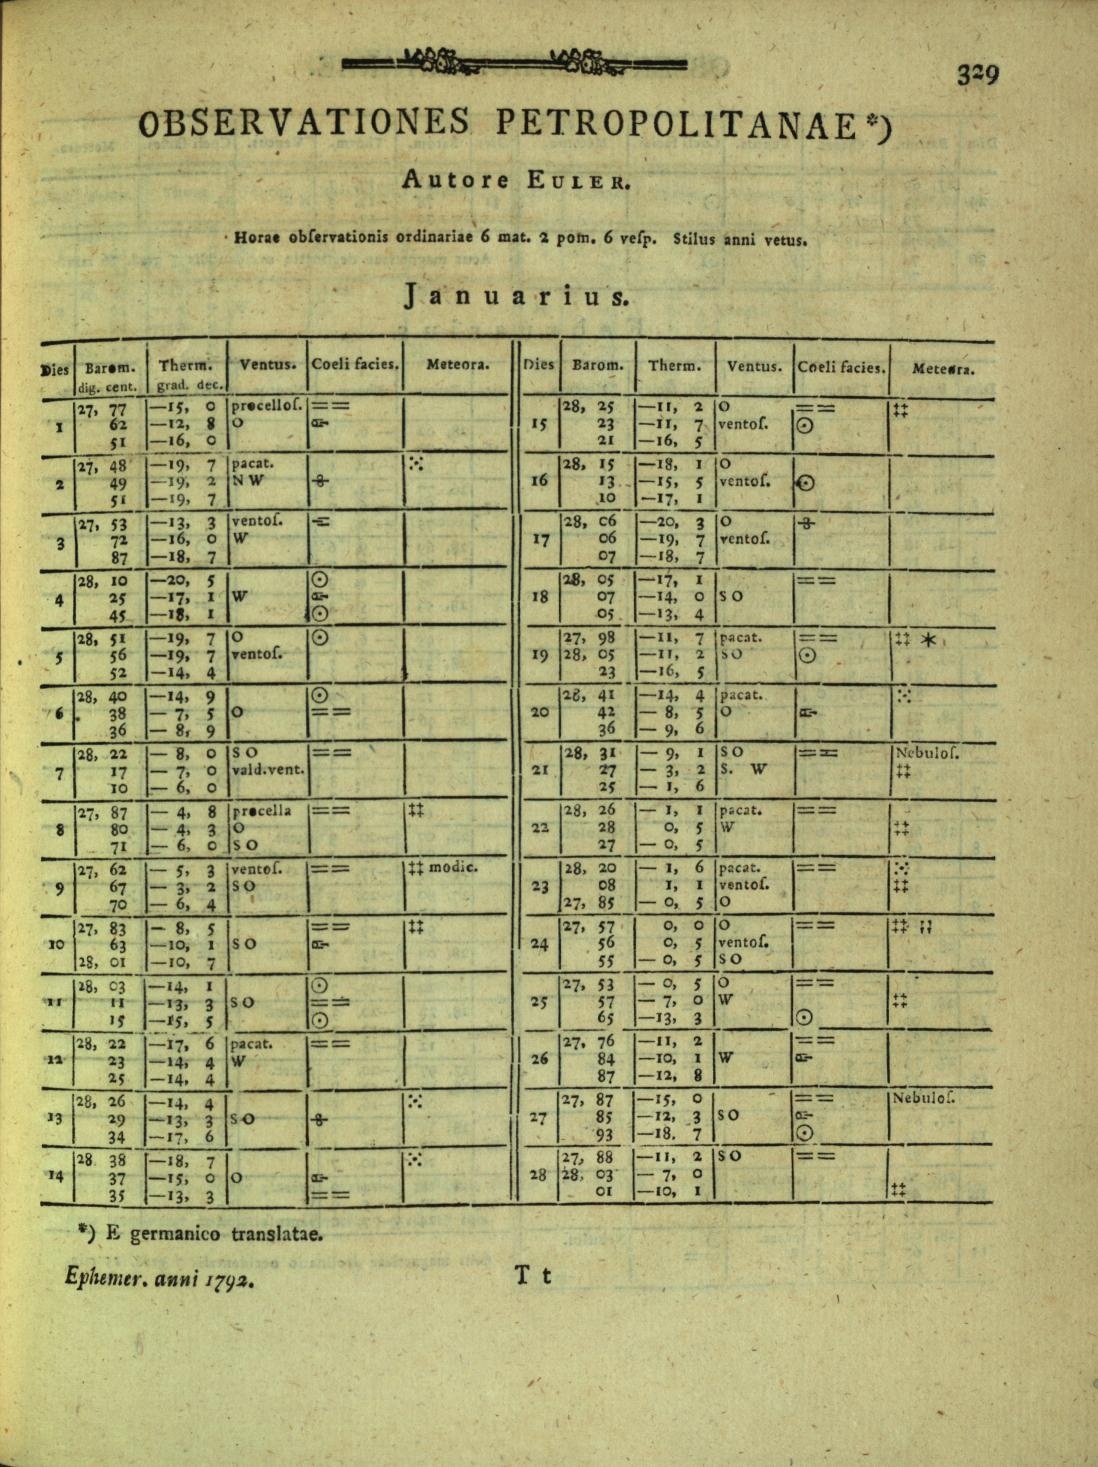 329
OBSERVATIONES PETROPOLITANAE *)
Autore EULER.
Horae obſervationis ordinariae 6 mat. 2 pom. 6 veſp. Stilus anni vetus.
Januarius.
Dies Barom. Therm. Ventus. Coeli facies. Meteora.
dig. cent. grad. dec.
27, 77 —15, 0 procelloſ. ==
1 62 —12, 8 O
51 —16, 0
27, 48 —19, 7 pacat.
2 49 —19, 2 N W
51 —19, 7
27, 53 —13, 3 ventoſ.
3 72 —16, 0 W
87 —18, 7
28, 10 —20, 5 ☉
4 25 —17, 1 W
45 —18, 1 ☉
28, 51 —19, 7 O ☉
5 56 —19, 7 ventoſ.
52 —14, 4
28, 40 —14, 9 ☉
6 38 — 7, 5 O ==
36 — 8, 9
28, 22 — 8, 0 S O ==
7 17 — 7, 0 vald.vent.
10 — 6, 0
27, 87 — 4, 8 procella == ‡‡
8 80 — 4, 3 O
71 — 6, 0 S O
27, 62 — 5, 3 ventoſ. == ‡‡ modic.
9 67 — 3, 2 S O
70 — 6, 4
27, 83 — 8, 5 == ‡‡
10 63 —10, 1 S O
28, 01 —10, 7
28, 03 —14, 1 ☉
11 11 —13, 3 S O ==
15 —15, 5 ☉
28, 22 —17, 6 pacat. ==
12 23 —14, 4 W
25 —14, 4
28, 26 —14, 4
13 29 —13, 3 S O
34 —17, 6
28. 38 —18, 7
14 37 —15, 0 O
35 —13, 3 ==
Dies Barom. Therm. Ventus. Coeli facies. Meteora.
28, 25 —11, 2 O == ‡‡
15 23 —11, 7 ventoſ. ☉
21 —16, 5
28, 15 —18, 1 O
16 13 —15, 5 ventoſ. ☉
10 —17, 1
28, 06 —20, 3 O
17 06 —19, 7 ventoſ.
07 —18, 7
28, 05 —17, 1 ==
18 07 —14, 0 S O
05 —13, 4
27, 98 —11, 7 pacat. == ‡‡ *
19 28, 05 —11, 2 S O ☉
23 —16, 5
28, 41 —14, 4 pacat.
20 42 — 8, 5 O
36 — 9, 6
28, 31 — 9, 1 S O == Nebuloſ.
21 27 — 3, 2 S. W ‡‡
25 — 1, 6
28, 26 — 1, 1 pacat. ==
22 28 0, 5 W ‡‡
27 — 0, 5
28, 20 — 1, 6 pacat. ==
23 08 1, 1 ventoſ. ‡‡
27, 85 — 0, 5 O
27, 57 0, 0 O == ‡‡ ;;
24 56 0, 5 ventoſ.
55 — 0, 5 S O
27, 53 — 0, 5 O ==
25 57 — 7, 0 W ‡‡
65 —13, 3 ☉
27, 76 —11, 2 ==
26 84 —10, 1 W
87 —12, 8
27, 87 —15, 0 == Nebuloſ.
27 85 —12, 3 S O
93 —18. 7 ☉
27, 88 —11, 2 S O ==
28 28, 03 — 7, 0
01 —10, 1 ‡‡
*) E germanico translatae.
Ephemer. anni 1792. T t